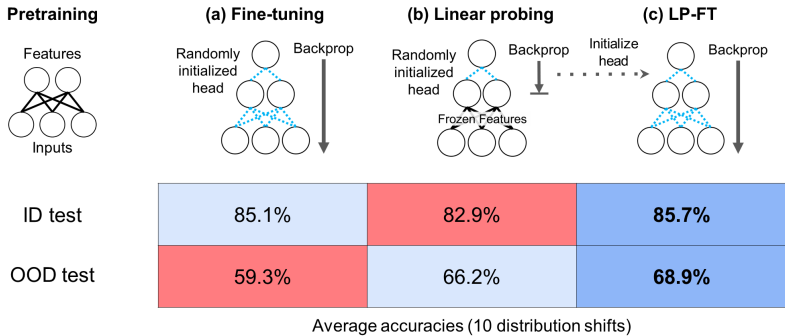 Pretraining
(a) Fine-tuning
(b) Linear probing
(c) LP-FT
Features
Inputs
Randomly
initialized
head
Backprop
Randomly
initialized
head
Backprop
Frozen Features
Initialize
head
Backprop
ID test
85.1%
82.9%
85.7%
OOD test
59.3%
66.2%
68.9%
Average accuracies (10 distribution shifts)